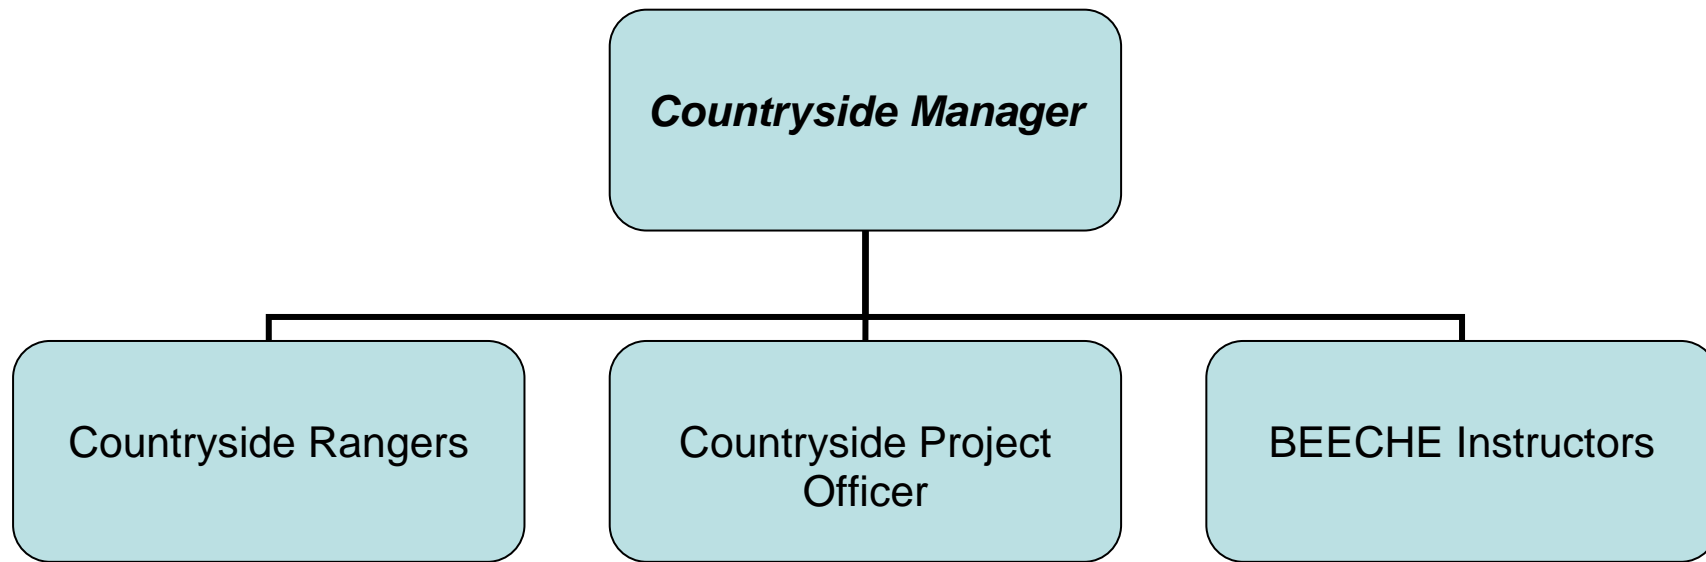 Countryside Manager
Countryside Rangers
Countryside Project
Officer
BEECHE Instructors